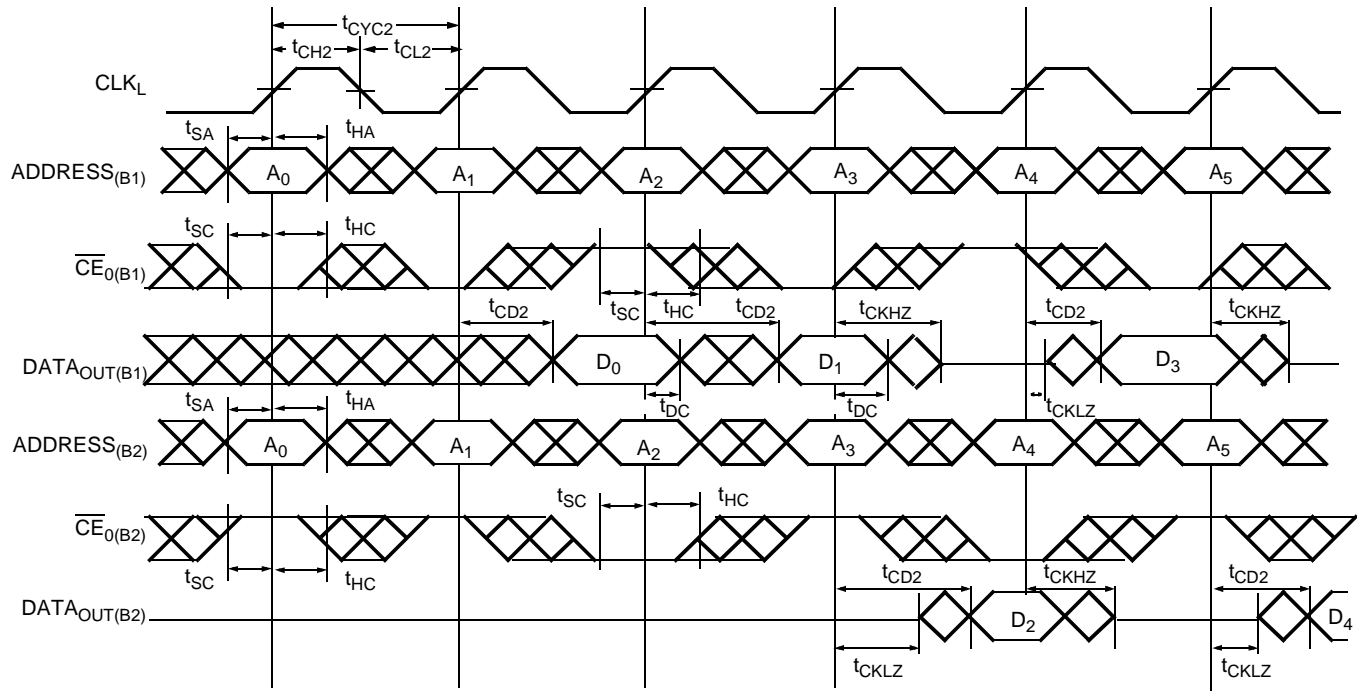 tCYC2
tCH2 tCL2
CLKL
tSA tHA
ADDRESS(B1) A0 A1 A2 A3 A4 A5
tSC tHC
CE0(B1)
tCD2 tSC tHC tCD2 tCKHZ tCD2 tCKHZ
DATAOUT(B1) D0 D1 D3
tSA tHA tDC tDC tCKLZ
ADDRESS(B2) A0 A1 A2 A3 A4 A5
tSC tHC
CE0(B2)
tSC tHC tCD2 tCKHZ tCD2
DATAOUT(B2) D2 D4
tCKLZ tCKLZ